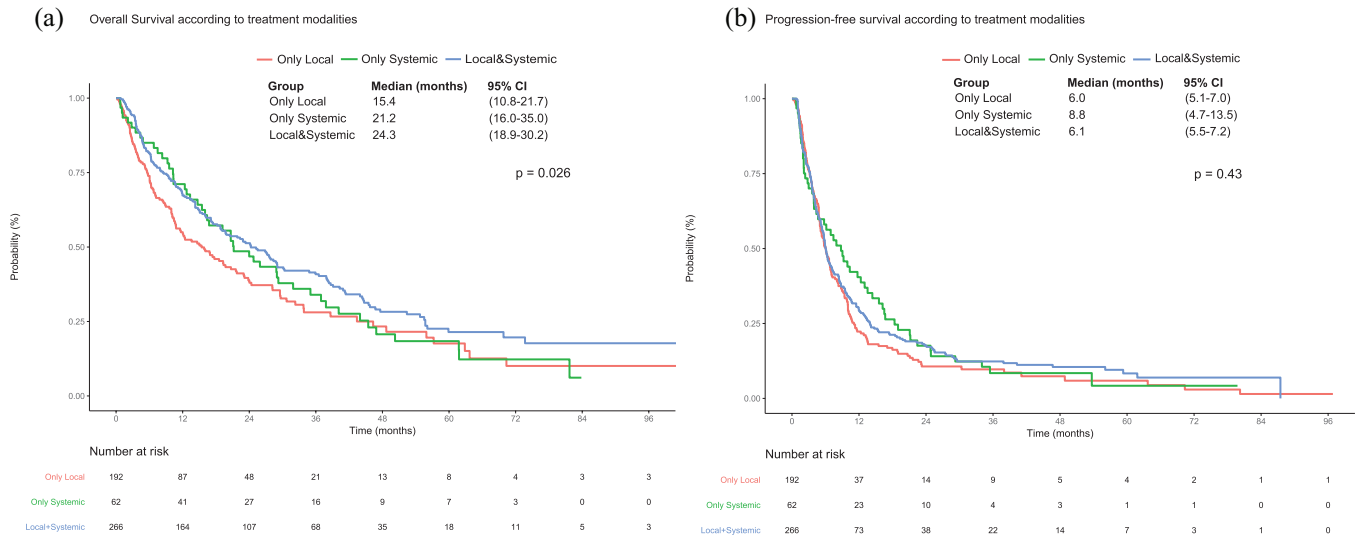 (a) Overall Survival according to treatment modalities
Only Local Only Systemic Local&Systemic
Group Median (months) 95% CI
Only Local 15.4 (10.8-21.7)
Only Systemic 21.2 (16.0-35.0)
Local&Systemic 24.3 (18.9-30.2)
p = 0.026
Probability (%)
1.00
0.75
0.50
0.25
0.00
0 12 24 36 48 60 72 84 96
Time (months)
Number at risk
Only Local 192 87 48 21 13 8 4 3 3
Only Systemic 62 41 27 16 9 7 3 0 0
Local+Systemic 266 164 107 68 35 18 11 5 3
(b) Progression-free survival according to treatment modalities
Only Local Only Systemic Local&Systemic
Group Median (months) 95% CI
Only Local 6.0 (5.1-7.0)
Only Systemic 8.8 (4.7-13.5)
Local&Systemic 6.1 (5.5-7.2)
p = 0.43
Probability (%)
1.00
0.75
0.50
0.25
0.00
0 12 24 36 48 60 72 84 96
Time (months)
Number at risk
Only Local 192 37 14 9 5 4 2 1 1
Only Systemic 62 23 10 4 3 1 1 0 0
Local+Systemic 266 73 38 22 14 7 3 1 0